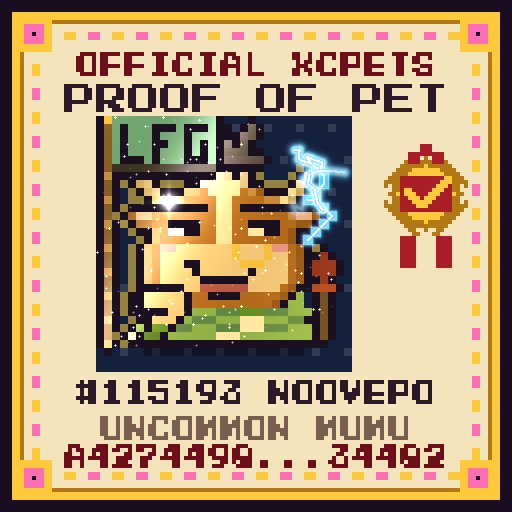 OFFICIAL XCPETS
PROOF OF PET
LFG
#115193 NOOVEPO
UNCOMMON MUMU
A4274490...34402